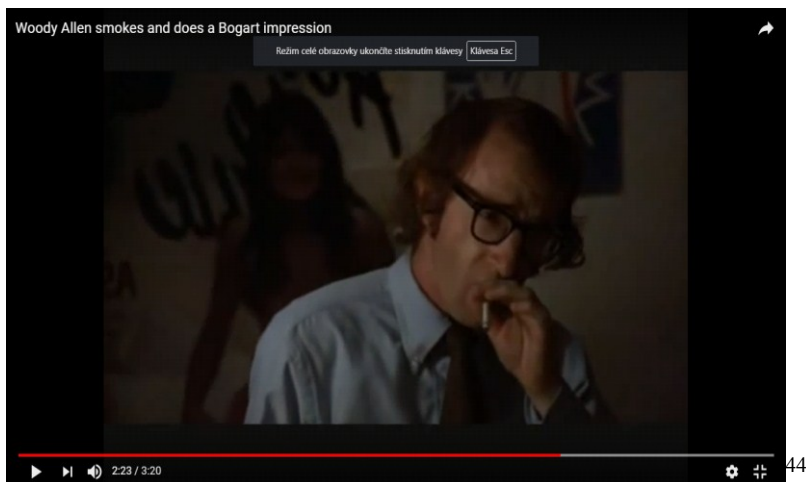 Woody Allen smokes and does a Bogart impression
Režim celé obrazovky ukončíte stisknutím klávesy Klávesa Esc
2:23 / 3:20
44